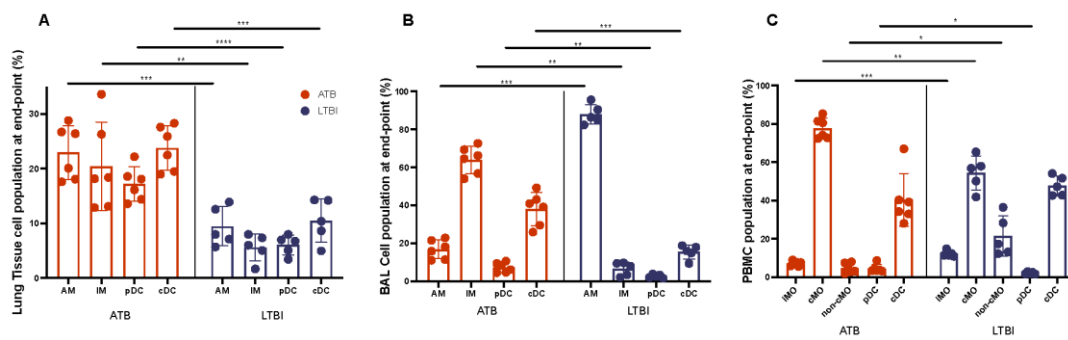 A
Lung Tissue cell population at end-point (%)
***
****
**
***
ATB
LTBI
30
20
10
0
AM IM pDC cDC AM IM pDC cDC
ATB LTBI
B
BAL Cell population at end-point (%)
***
**
**
***
100
80
60
40
20
0
AM IM pDC cDC AM IM pDC cDC
ATB LTBI
C
PBMC population at end-point (%)
*
*
**
***
100
80
60
40
20
0
iMO cMO non-cMO pDC cDC iMO cMO non-cMO pDC cDC
ATB LTBI